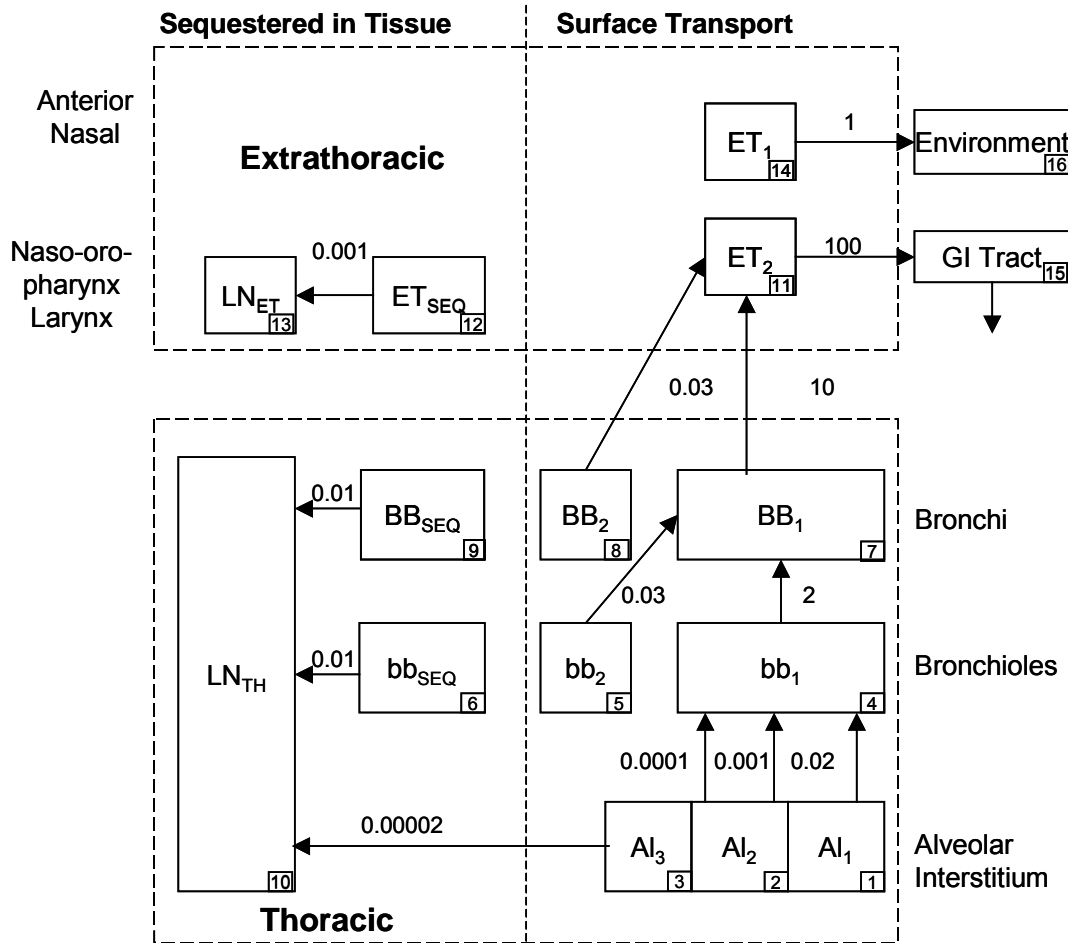 Sequestered in Tissue
Surface Transport
Anterior
Nasal
Extrathoracic
ET1
14
1
Environment
16
Naso-oro-
pharynx
Larynx
LNET
13
0.001
ETSEQ
12
ET2
11
100
GI Tract
15
0.03
10
LNTH
10
0.01
BBSEQ
9
BB2
8
BB1
7
Bronchi
0.03
2
0.01
bbSEQ
6
bb2
5
bb1
4
Bronchioles
0.0001
0.001
0.02
0.00002
AI3
3
AI2
2
AI1
1
Alveolar
Interstitium
Thoracic